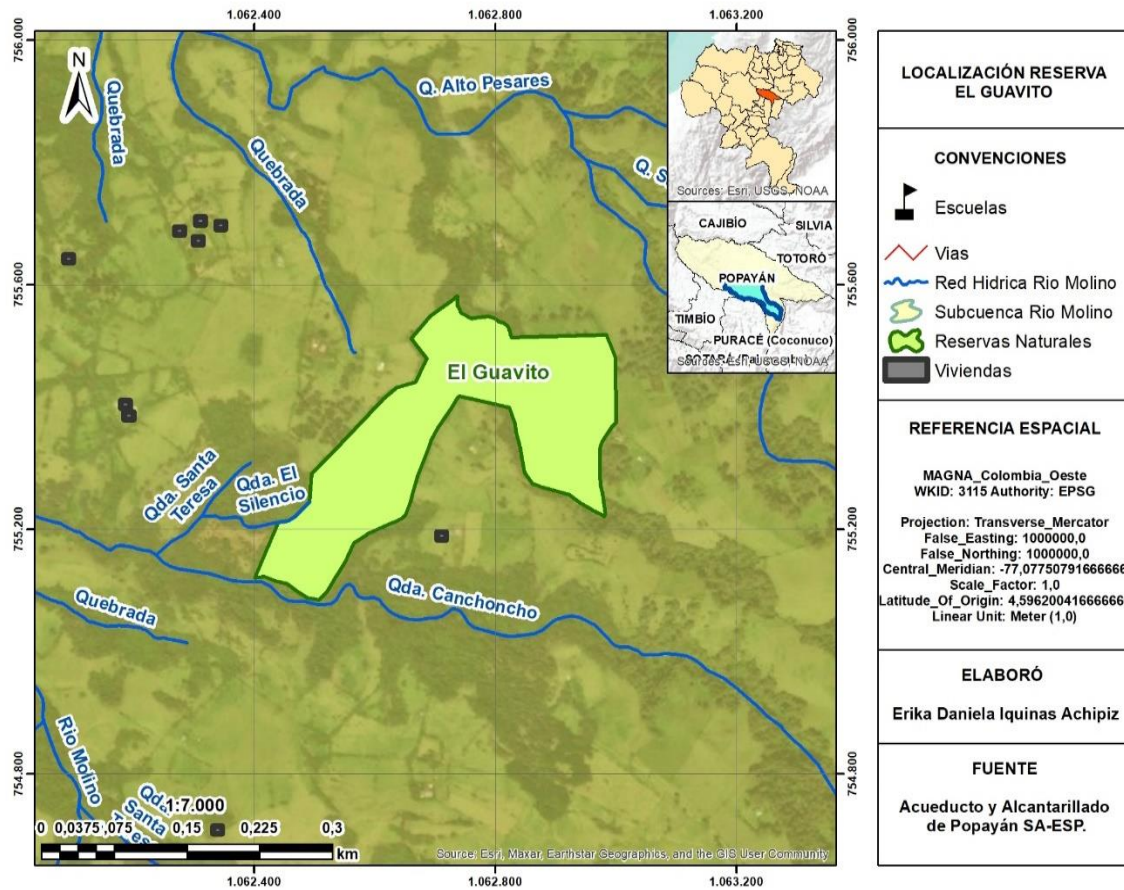 1.062.400
1.062.800
1.063.200
756.000
756.000
755.600
755.600
755.200
755.200
754.800
754.800
N
Quebrada
Quebrada
Q. Alto Pesares
Q. S
Sources: Esri, USGS, NOAA
CAJIBÍO
SILVIA
TOTORÓ
POPAYÁN
TIMBÍO
PURACÉ (Coconuco)
Sources: Esri, USGS, NOAA
El Guavito
Qda. Santa
Teresa
Qda. El
Silencio
Qda. Canchoncho
Quebrada
Rio Molino
Qda.
Santa
1:7.000
0
0,0375
0,15
0,225
0,3
km
Source: Esri, Maxar, Earthstar Geographics, and the GIS User Community
1.062.400
1.062.800
1.063.200
LOCALIZACIÓN RESERVA
EL GUAVITO
CONVENCIONES
Escuelas
Vias
Red Hidrica Rio Molino
Subcuenca Rio Molino
Reservas Naturales
Viviendas
REFERENCIA ESPACIAL
MAGNA_Colombia_Oeste
WKID: 3115 Authority: EPSG
Projection: Transverse_Mercator
False_Easting: 1000000,0
False_Northing: 1000000,0
Central_Meridian: -77,07750791666666
Scale_Factor: 1,0
Latitude_Of_Origin: 4,59620041666666
Linear Unit: Meter (1,0)
ELABORÓ
Erika Daniela Iquinas Achipiz
FUENTE
Acueducto y Alcantarillado
de Popayán SA-ESP.